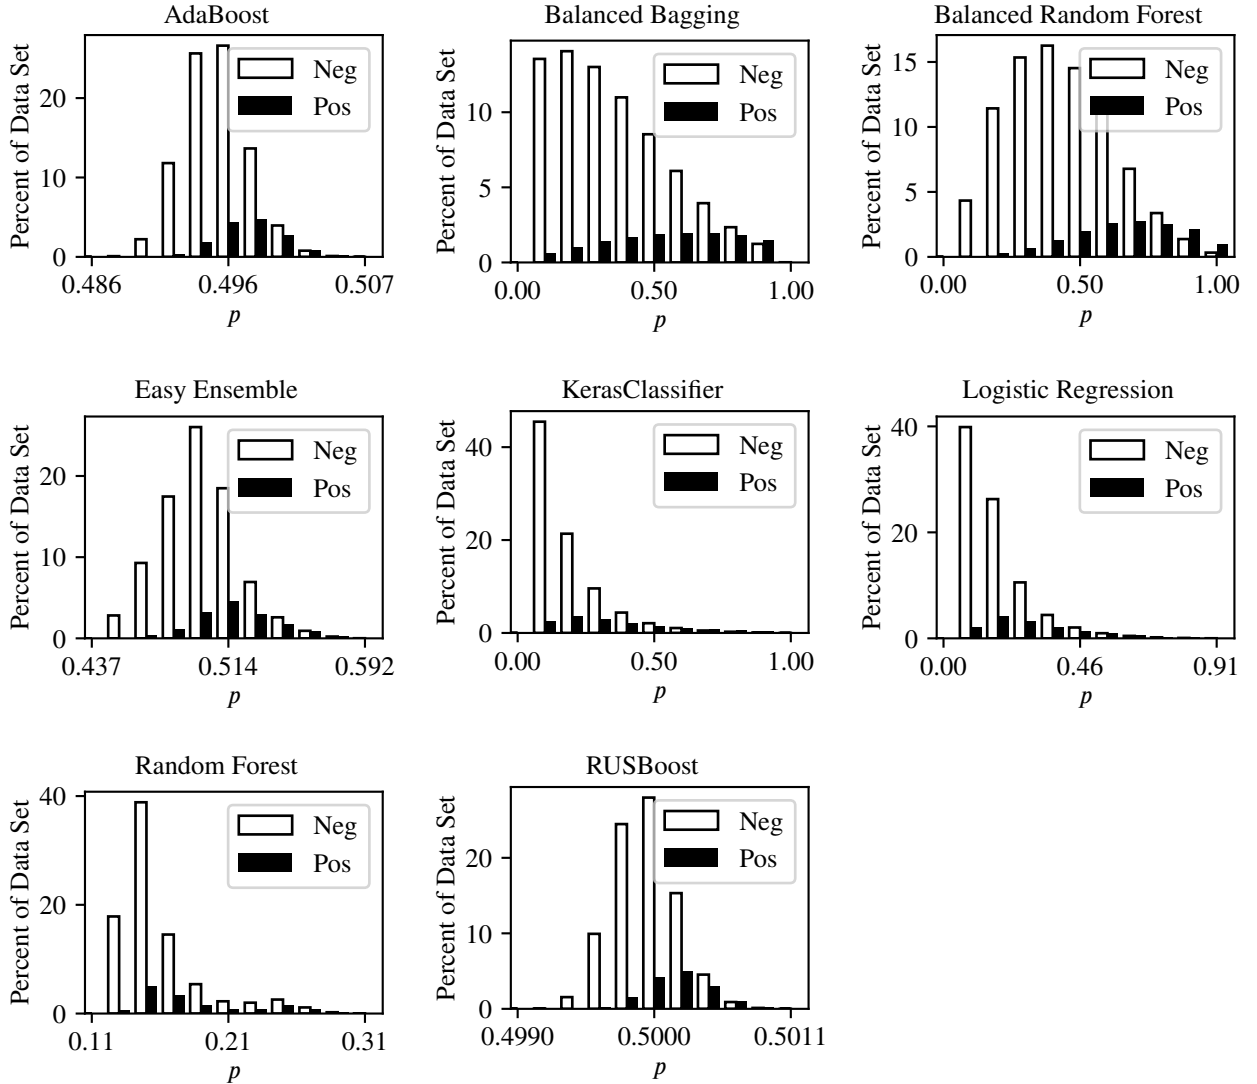 AdaBoost
Percent of Data Set
20
10
0
Neg
Pos
0.486 0.496 0.507
p
Balanced Bagging
Percent of Data Set
10
5
0
Neg
Pos
0.00 0.50 1.00
p
Balanced Random Forest
Percent of Data Set
15
10
5
0
Neg
Pos
0.00 0.50 1.00
p
Easy Ensemble
Percent of Data Set
20
10
0
Neg
Pos
0.437 0.514 0.592
p
KerasClassifier
Percent of Data Set
40
20
0
Neg
Pos
0.00 0.50 1.00
p
Logistic Regression
Percent of Data Set
40
20
0
Neg
Pos
0.00 0.46 0.91
p
Random Forest
Percent of Data Set
40
20
0
Neg
Pos
0.11 0.21 0.31
p
RUSBoost
Percent of Data Set
20
10
0
Neg
Pos
0.4990 0.5000 0.5011
p